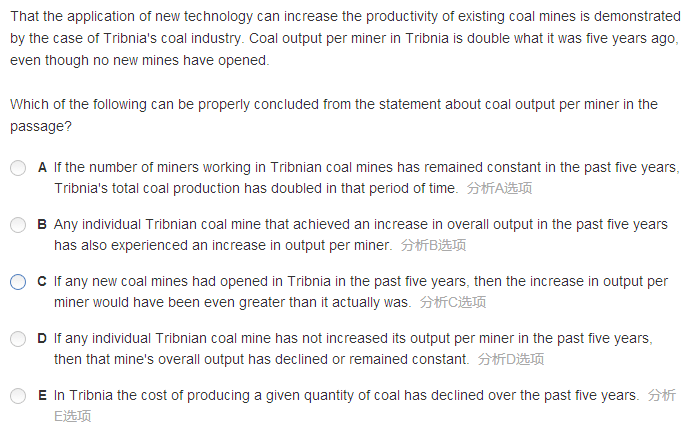 That the application of new technology can increase the productivity of existing coal mines is demonstrated
by the case of Tribnia's coal industry. Coal output per miner in Tribnia is double what it was five years ago,
even though no new mines have opened.
Which of the following can be properly concluded from the statement about coal output per miner in the
passage?
A If the number of miners working in Tribnian coal mines has remained constant in the past five years,
Tribnia's total coal production has doubled in that period of time. 分析A选项
B Any individual Tribnian coal mine that achieved an increase in overall output in the past five years
has also experienced an increase in output per miner. 分析B选项
C If any new coal mines had opened in Tribnia in the past five years, then the increase in output per
miner would have been even greater than it actually was. 分析C选项
D If any individual Tribnian coal mine has not increased its output per miner in the past five years,
then that mine's overall output has declined or remained constant. 分析D选项
E In Tribnia the cost of producing a given quantity of coal has declined over the past five years. 分析
E选项